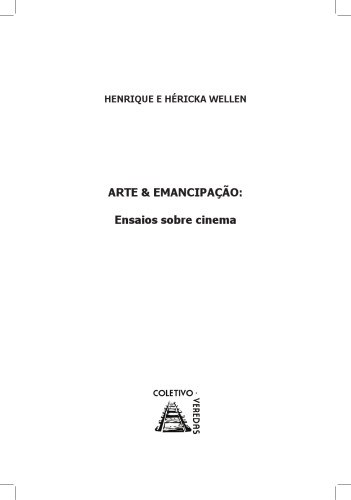 HENRIQUE E HÉRICKA WELLEN
ARTE & EMANCIPAÇÃO:
Ensaios sobre cinema
COLETIVO
VEREDAS